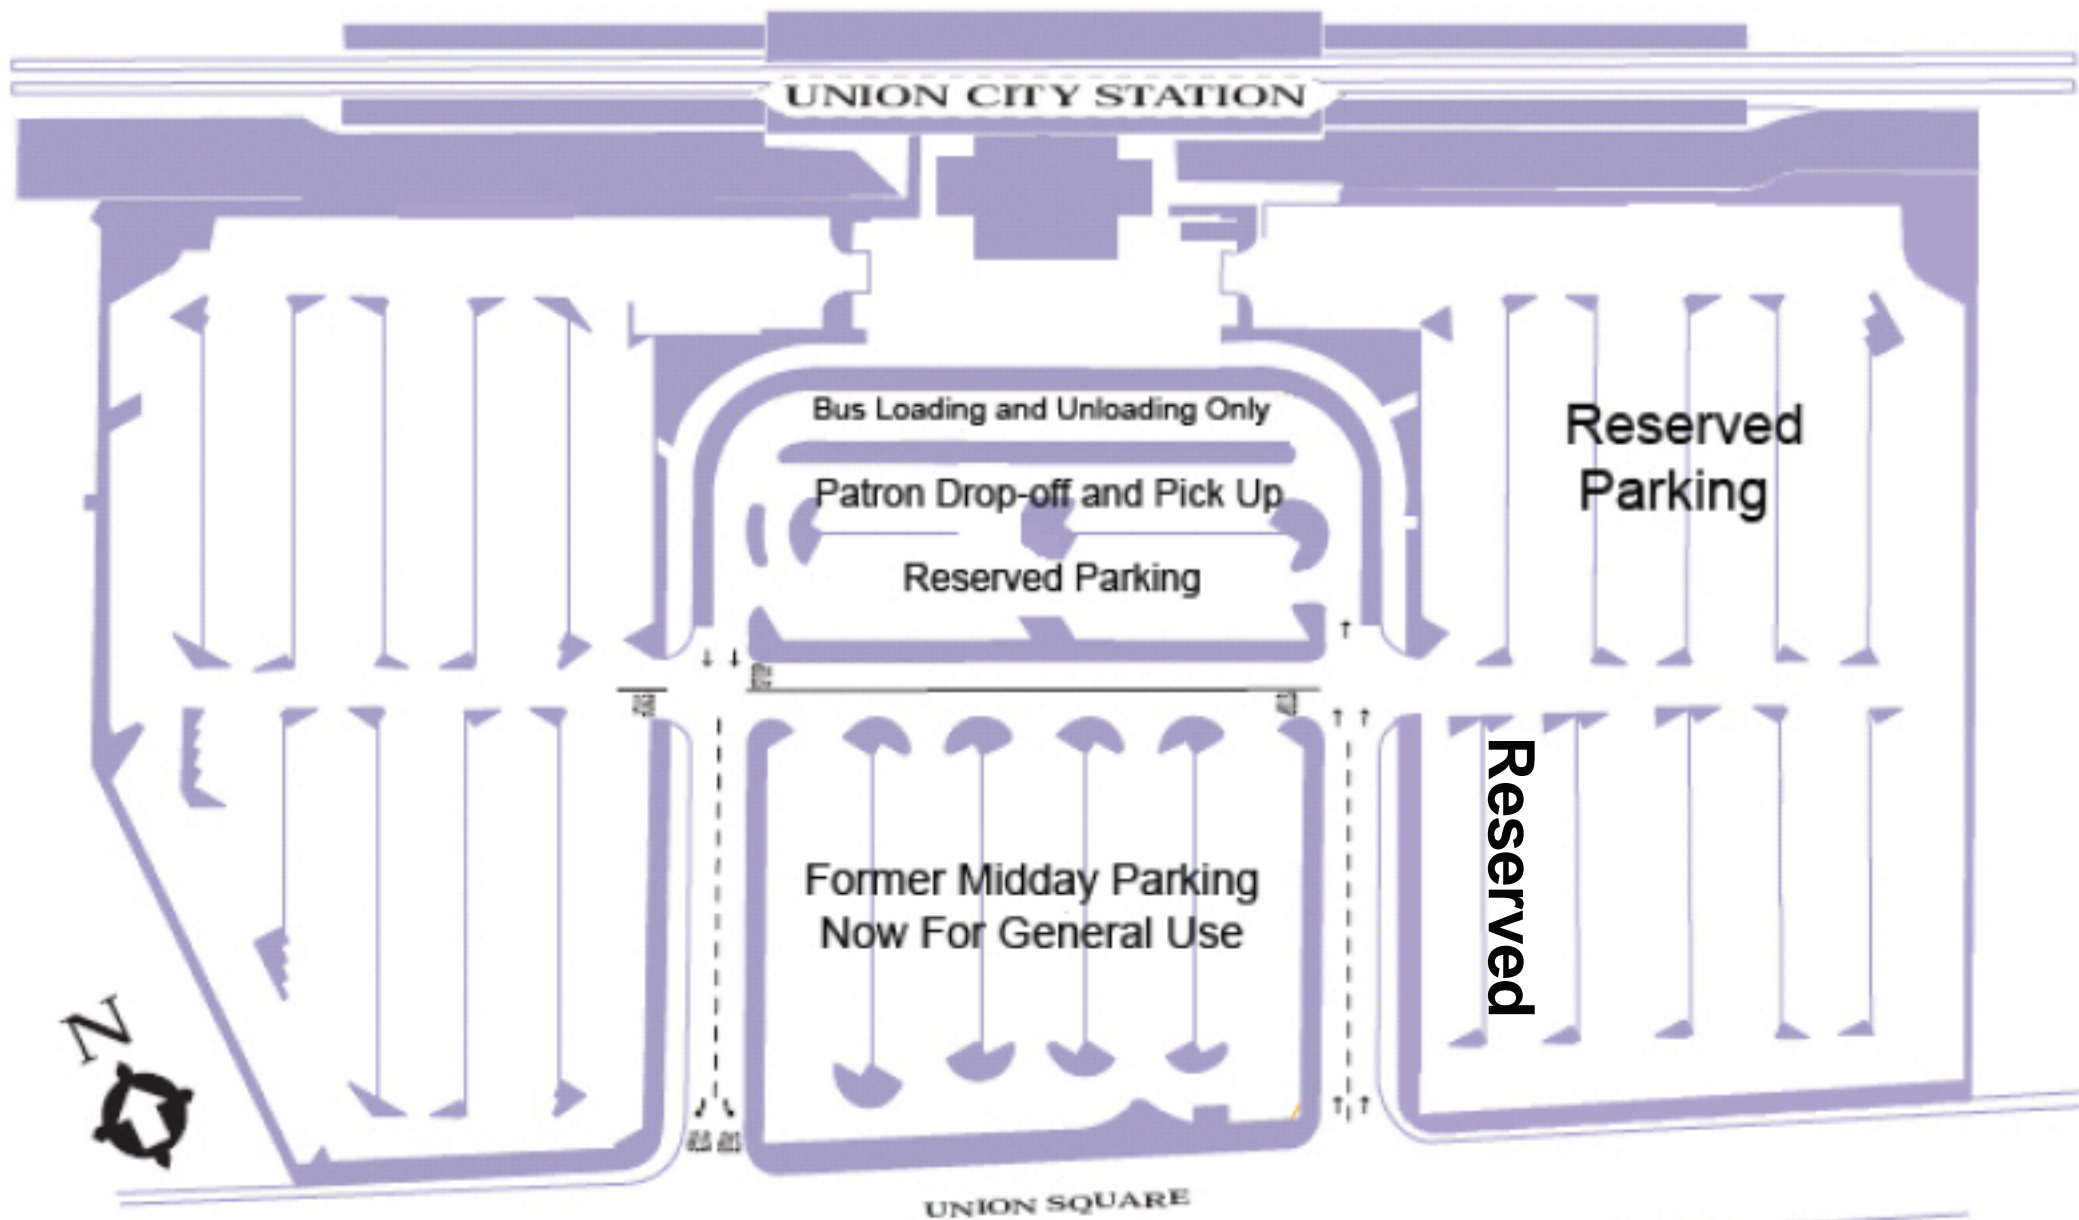 UNION CITY STATION
Bus Loading and Unloading Only
Patron Drop-off and Pick Up
Reserved Parking
Reserved
Parking
Former Midday Parking
Now For General Use
Reserved
N
UNION SQUARE